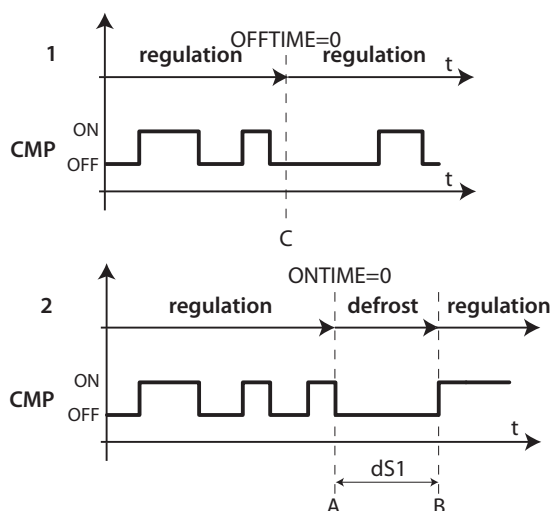 OFFTIME=0
1 regulation regulation t
ON
CMP
OFF
t
C
ONTIME=0
2 regulation defrost regulation
ON
CMP
OFF
t
dS1
A B